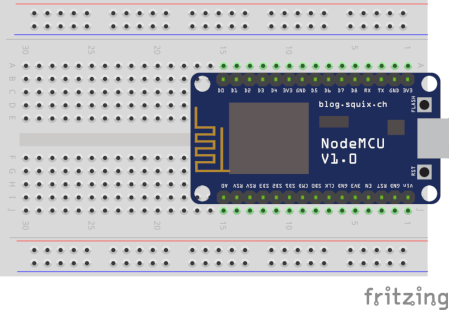 30 25 20 15 10 5 1
A B C D E
D0 D1 D2 D3 D4 3V3 GND D5 D6 D7 D8 RX TX GND 3V3
blog.squix.ch
FLASH
NodeMCU
V1.0
RST
A0 RSV RSV SD3 SD2 SD1 CMD SD0 CLK GND 3V3 EN RST GND Vin
F G H I J
30 25 20 15 10 5 1
fritzing